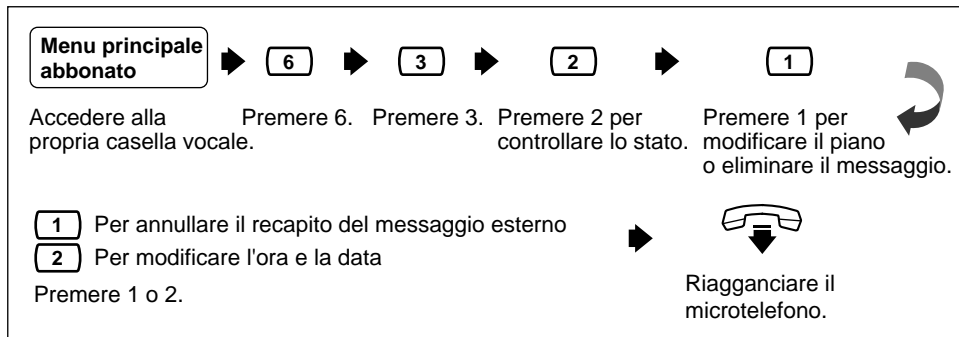 Menu principale
abbonato
6
3
2
1
Accedere alla
propria casella vocale.
Premere 6.
Premere 3.
Premere 2 per
controllare lo stato.
Premere 1 per
modificare il piano
o eliminare il messaggio.
1 Per annullare il recapito del messaggio esterno
2 Per modificare l'ora e la data
Premere 1 o 2.
Riagganciare il
microtelefono.